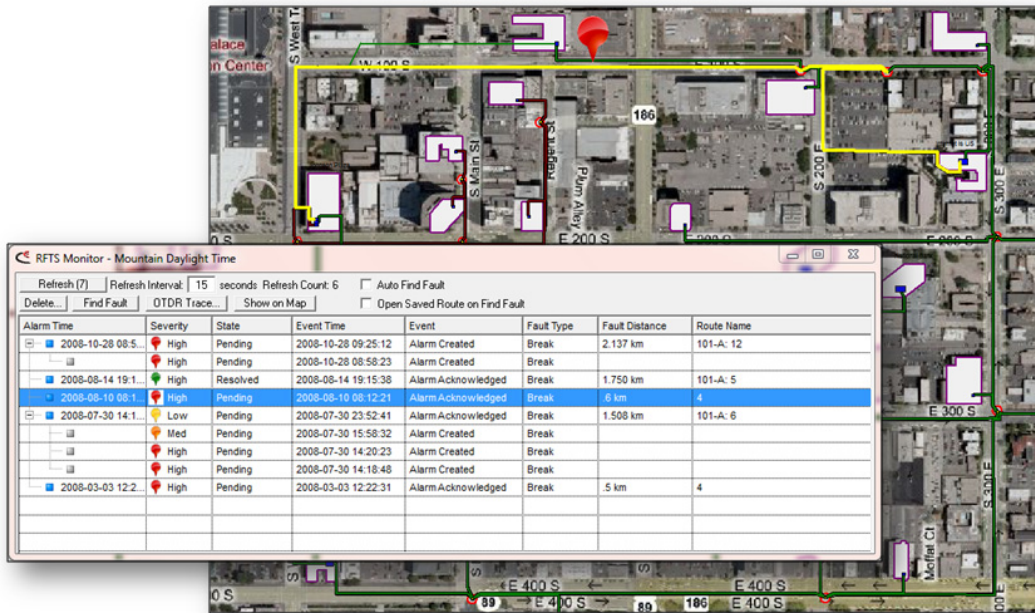 alace
on Center
S West T
W 100 S
186
S Main St
Regent St
Plum Alley
S 200 E
S 300 E
E 200 S
RFTS Monitor - Mountain Daylight Time
Refresh (7) Refresh Interval: 15 seconds Refresh Count: 6 Auto Find Fault
Delete... Find Fault OTDR Trace... Show on Map Open Saved Route on Find Fault
Alarm Time Severity State Event Time Event Fault Type Fault Distance Route Name
2008-10-28 08:5... High Pending 2008-10-28 09:25:12 Alarm Created Break 2.137 km 101-A: 12
High Pending 2008-10-28 08:58:23 Alarm Created Break
2008-08-14 19:1... High Resolved 2008-08-14 19:15:38 Alarm Acknowledged Break 1.750 km 101-A: 5
2008-08-10 08:1... High Pending 2008-08-10 08:12:21 Alarm Acknowledged Break .6 km 4
2008-07-30 14:1... Low Pending 2008-07-30 23:52:41 Alarm Acknowledged Break 1.508 km 101-A: 6
Med Pending 2008-07-30 15:58:32 Alarm Created Break
High Pending 2008-07-30 14:20:23 Alarm Created Break
High Pending 2008-07-30 14:18:48 Alarm Created Break
2008-03-03 12:2... High Pending 2008-03-03 12:22:31 Alarm Acknowledged Break .5 km 4
E 300 S
S 300 E
Moffat Ct
00 S
S W
E 400 S
E 400 S
E 400 S
89
E 400 S
89
186
E 400 S